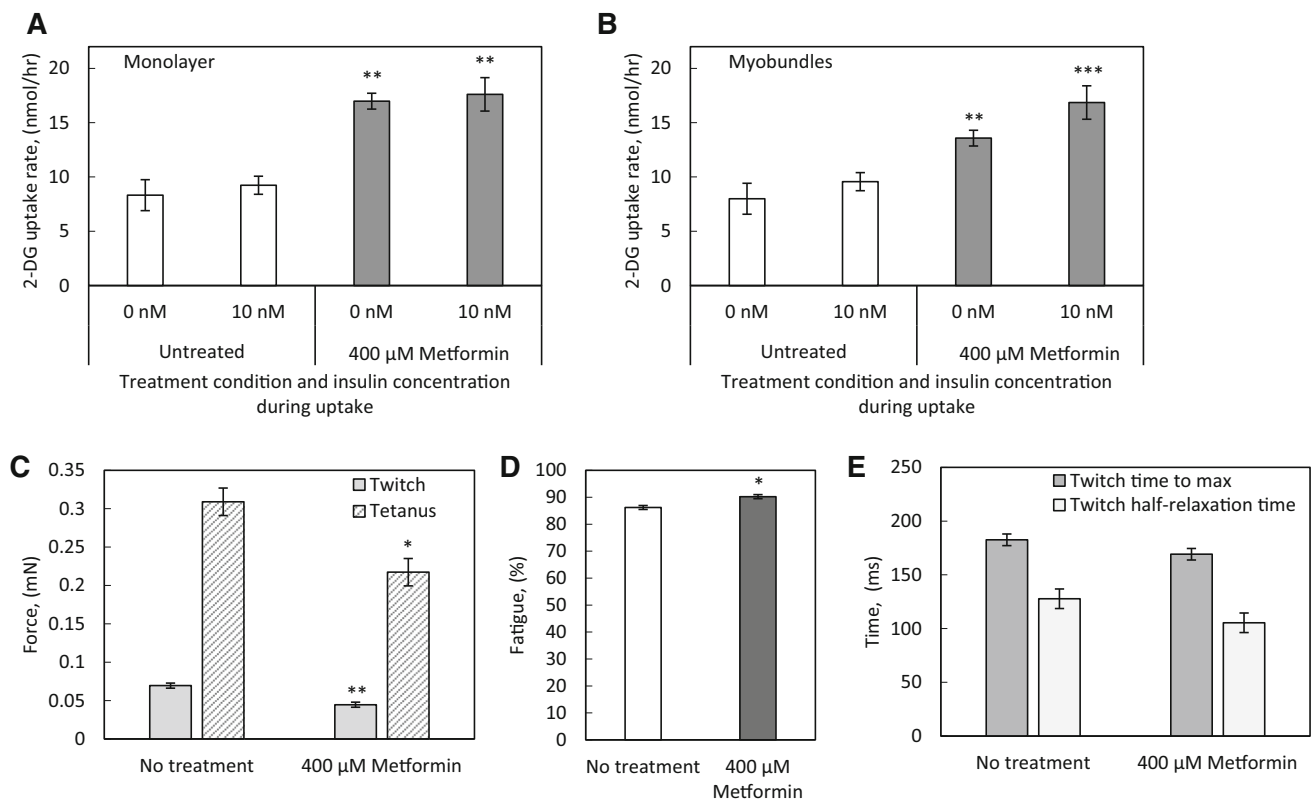 A
2-DG uptake rate, (nmol/hr)
20
15
10
5
0
Monolayer
**
**
0 nM
10 nM
0 nM
10 nM
Untreated
400 µM Metformin
Treatment condition and insulin concentration
during uptake
B
2-DG uptake rate, (nmol/hr)
20
15
10
5
0
Myobundles
**
***
0 nM
10 nM
0 nM
10 nM
Untreated
400 µM Metformin
Treatment condition and insulin concentration
during uptake
C
Force, (mN)
0.35
0.3
0.25
0.2
0.15
0.1
0.05
0
Twitch
Tetanus
**
*
No treatment
400 µM Metformin
D
Fatigue, (%)
100
90
80
70
60
50
40
30
20
10
0
*
No treatment
400 µM
Metformin
E
Time, (ms)
250
200
150
100
50
0
Twitch time to max
Twitch half-relaxation time
No treatment
400 µM Metformin